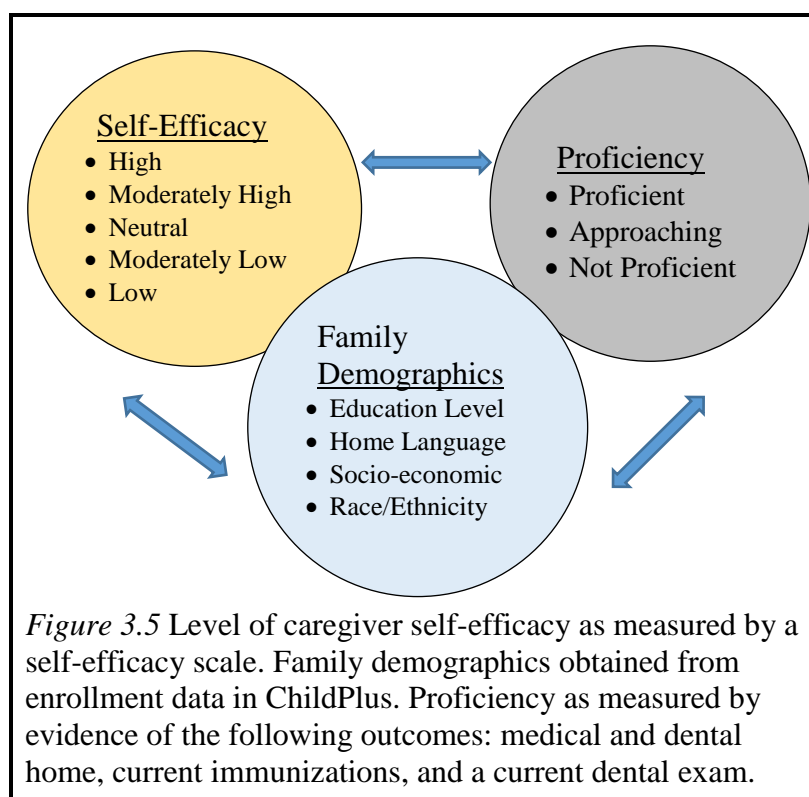 Self-Efficacy
• High
• Moderately High
• Neutral
• Moderately Low
• Low
Proficiency
• Proficient
• Approaching
• Not Proficient
Family
Demographics
• Education Level
• Home Language
• Socio-economic
• Race/Ethnicity
Figure 3.5 Level of caregiver self-efficacy as measured by a
self-efficacy scale. Family demographics obtained from
enrollment data in ChildPlus. Proficiency as measured by
evidence of the following outcomes: medical and dental
home, current immunizations, and a current dental exam.